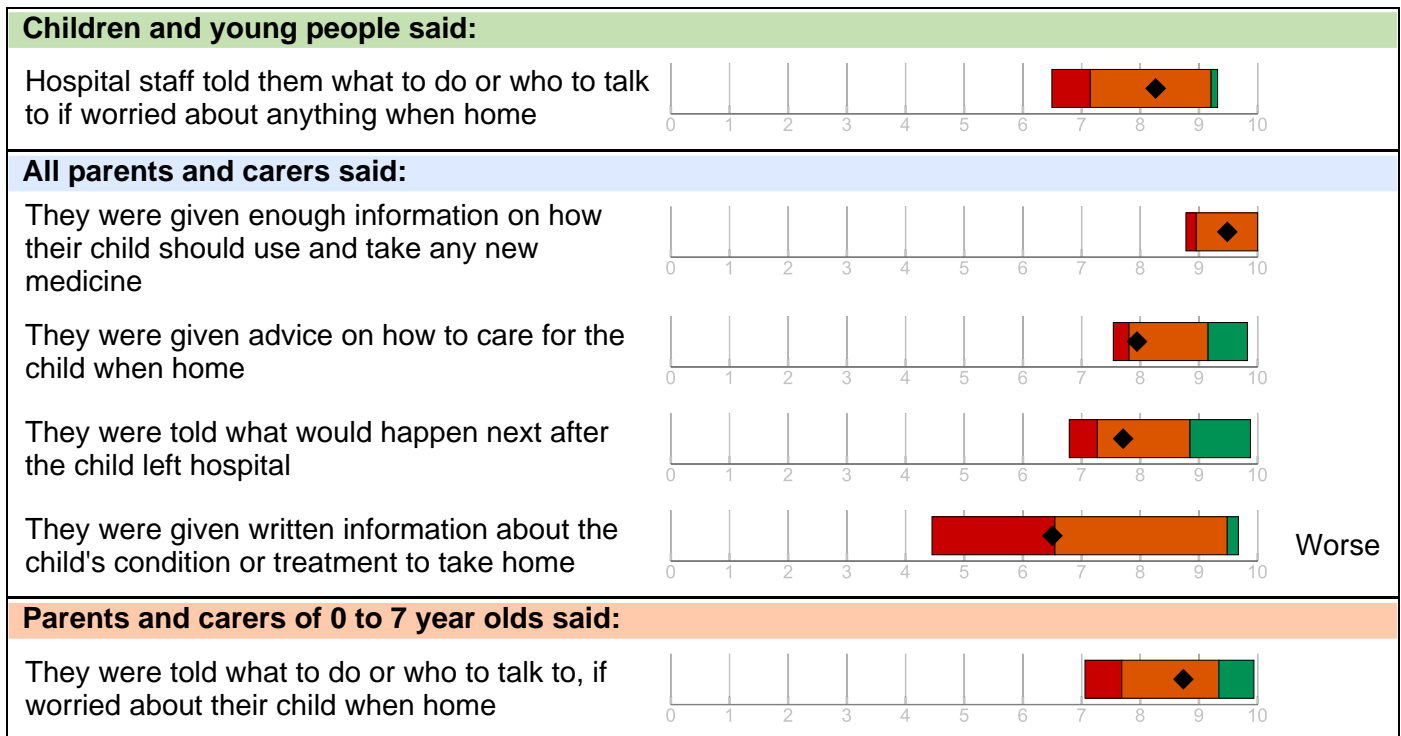 Children and young people said:
Hospital staff told them what to do or who to talk
to if worried about anything when home
0 1 2 3 4 5 6 7 8 9 10
All parents and carers said:
They were given enough information on how
their child should use and take any new
medicine
0 1 2 3 4 5 6 7 8 9 10
They were given advice on how to care for the
child when home
0 1 2 3 4 5 6 7 8 9 10
They were told what would happen next after
the child left hospital
0 1 2 3 4 5 6 7 8 9 10
They were given written information about the
child's condition or treatment to take home
0 1 2 3 4 5 6 7 8 9 10
Worse
Parents and carers of 0 to 7 year olds said:
They were told what to do or who to talk to, if
worried about their child when home
0 1 2 3 4 5 6 7 8 9 10